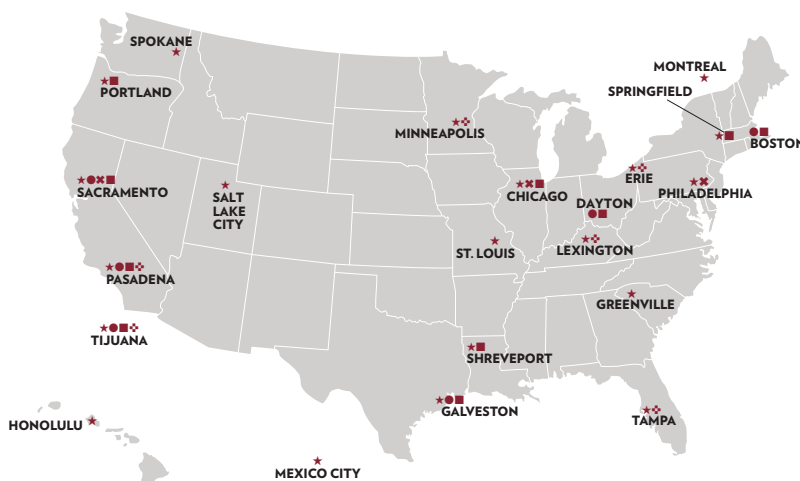 SPOKANE
MONTREAL
SPRINGFIELD
PORTLAND
MINNEAPOLIS
BOSTON
ERIE
SACRAMENTO
SALT
LAKE
CITY
CHICAGO
DAYTON
PHILADELPHIA
ST. LOUIS
LEXINGTON
PASADENA
GREENVILLE
TIJUANA
SHREVEPORT
GALVESTON
TAMPA
HONOLULU
MEXICO CITY